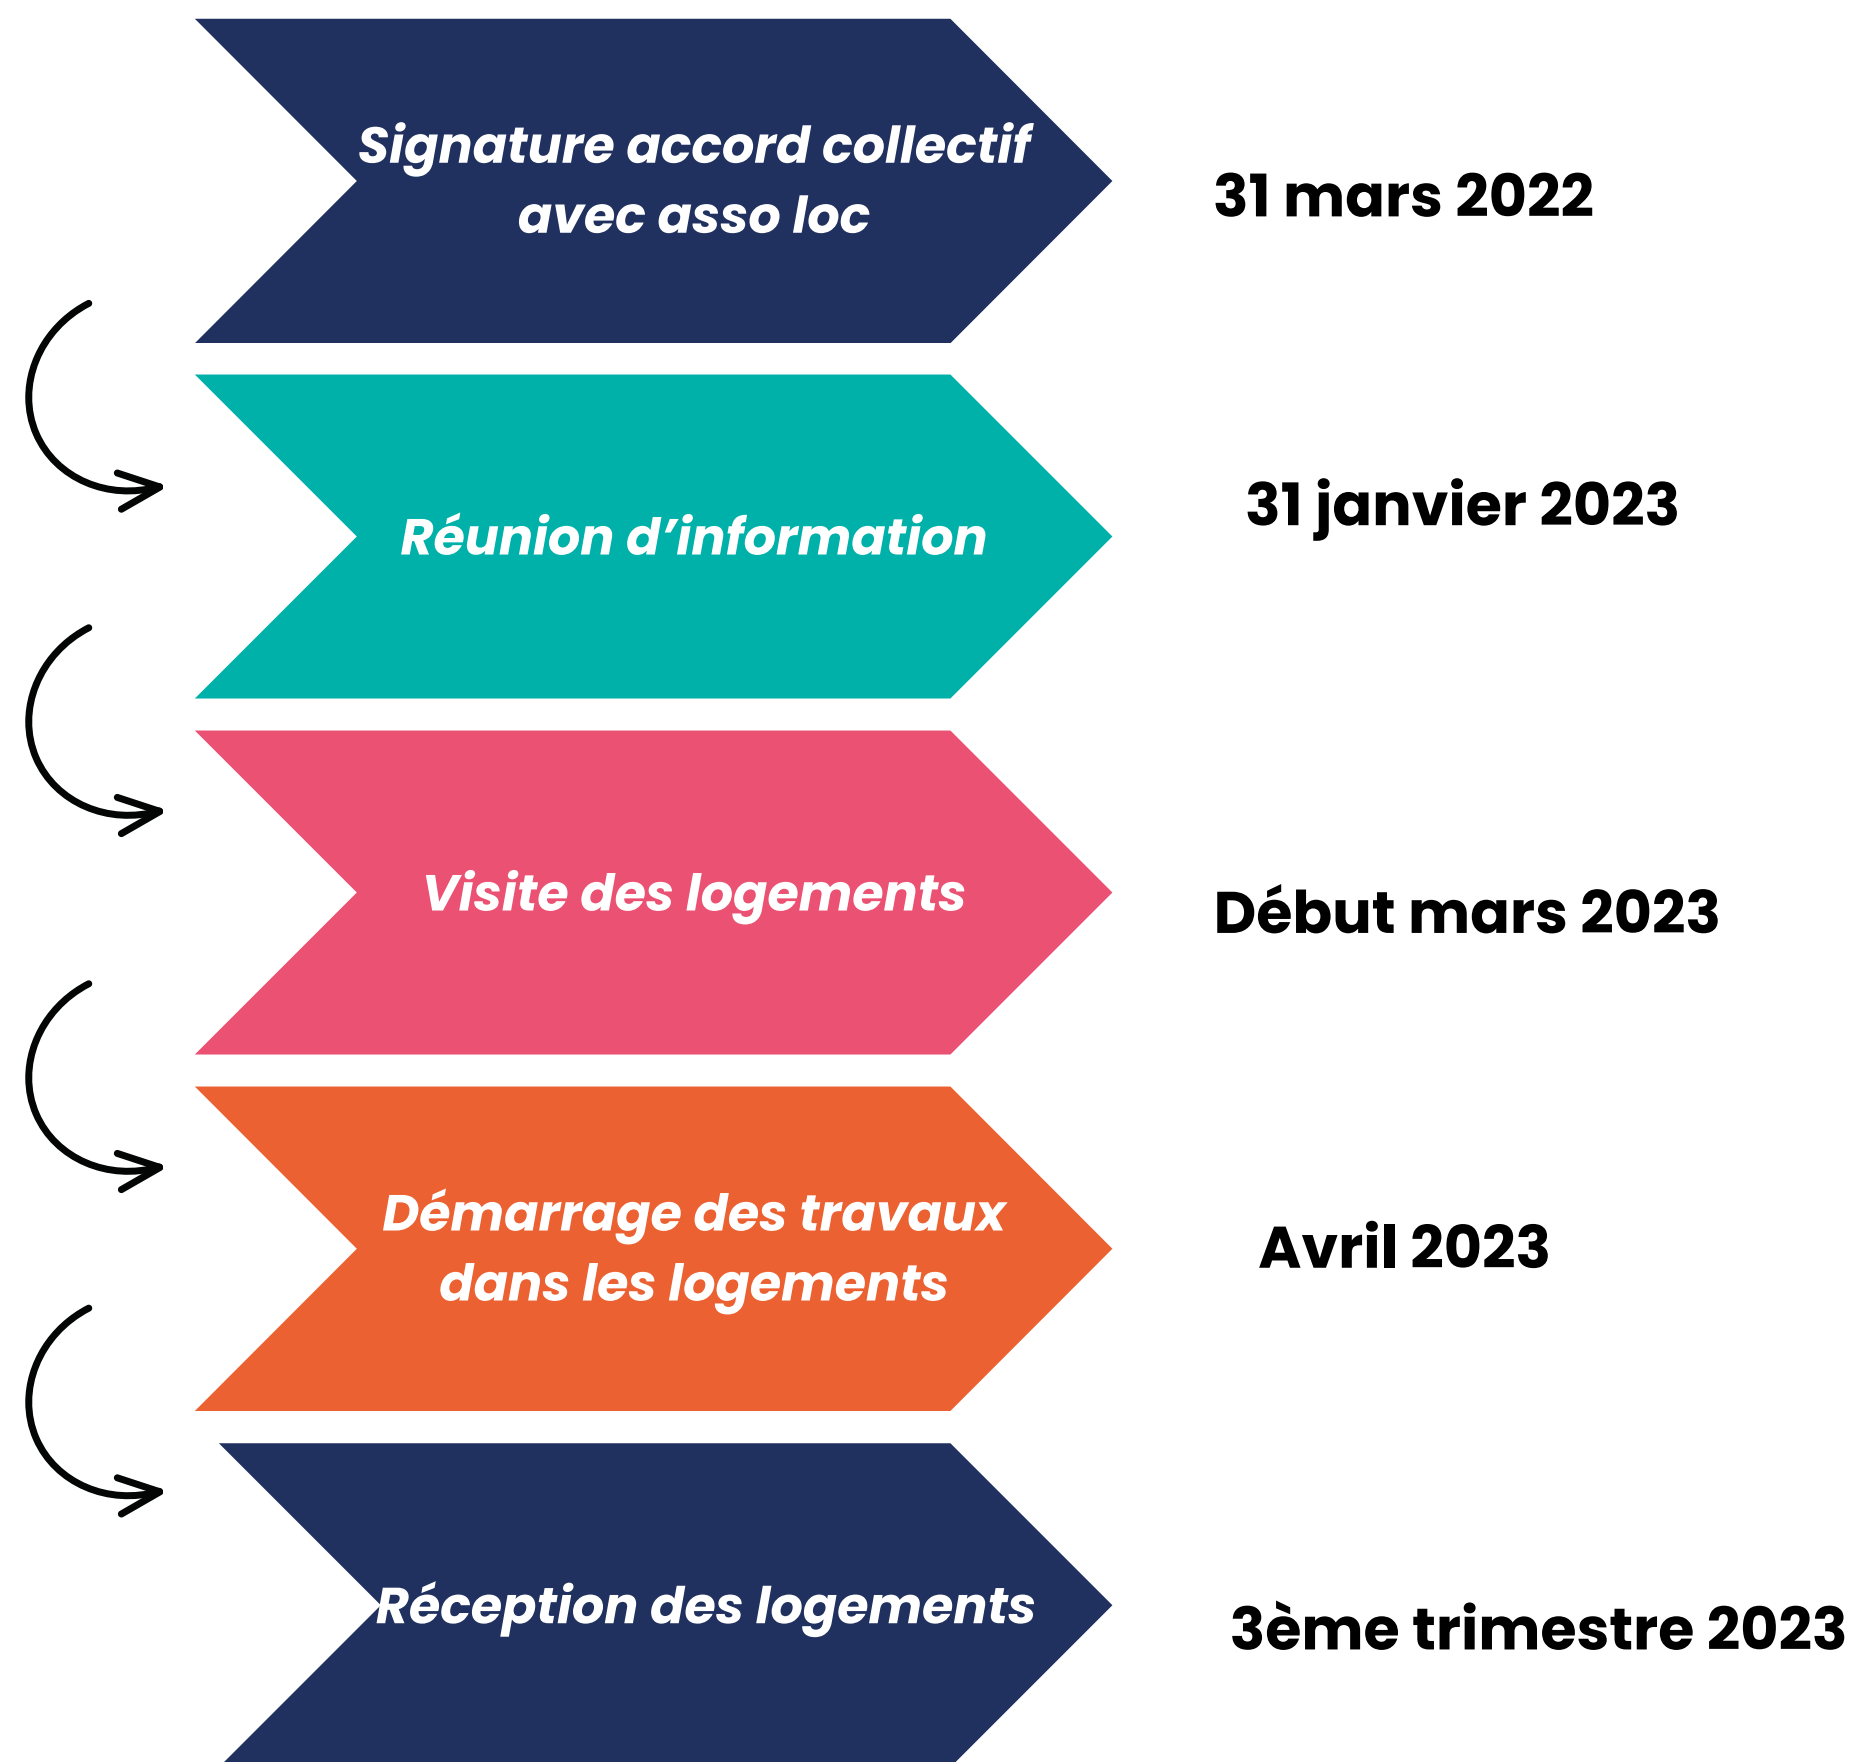 Signature accord collectif
avec asso loc
31 mars 2022
Réunion d’information
31 janvier 2023
Visite des logements
Début mars 2023
Démarrage des travaux
dans les logements
Avril 2023
Réception des logements
3ème trimestre 2023